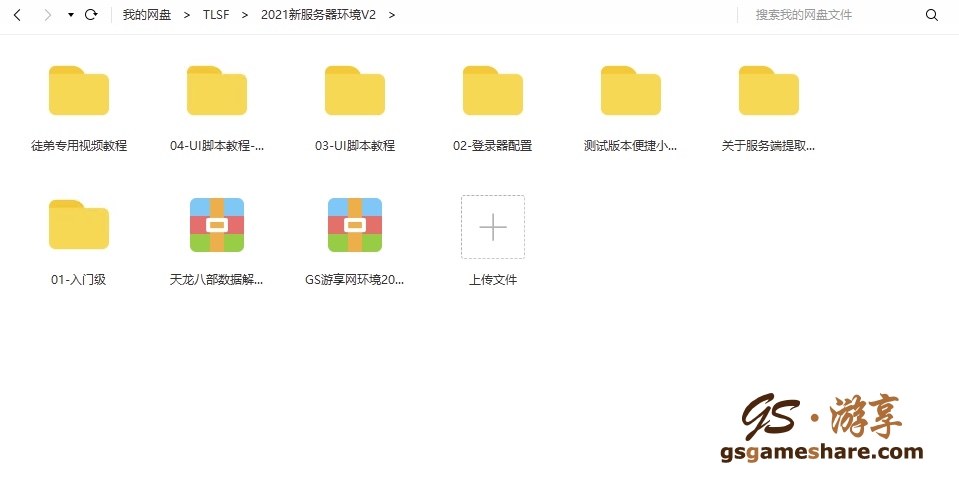 我的网盘 > TLSF > 2021新服务器环境V2 >
搜索我的网盘文件
徒弟专用视频教程
04-UI脚本教程-...
03-UI脚本教程
02-登录器配置
测试版本便捷小...
关于服务端提取...
01-入门级
天龙八部数据解...
GS游享网环境20...
上传文件
GS·游享
gsgameshare.com